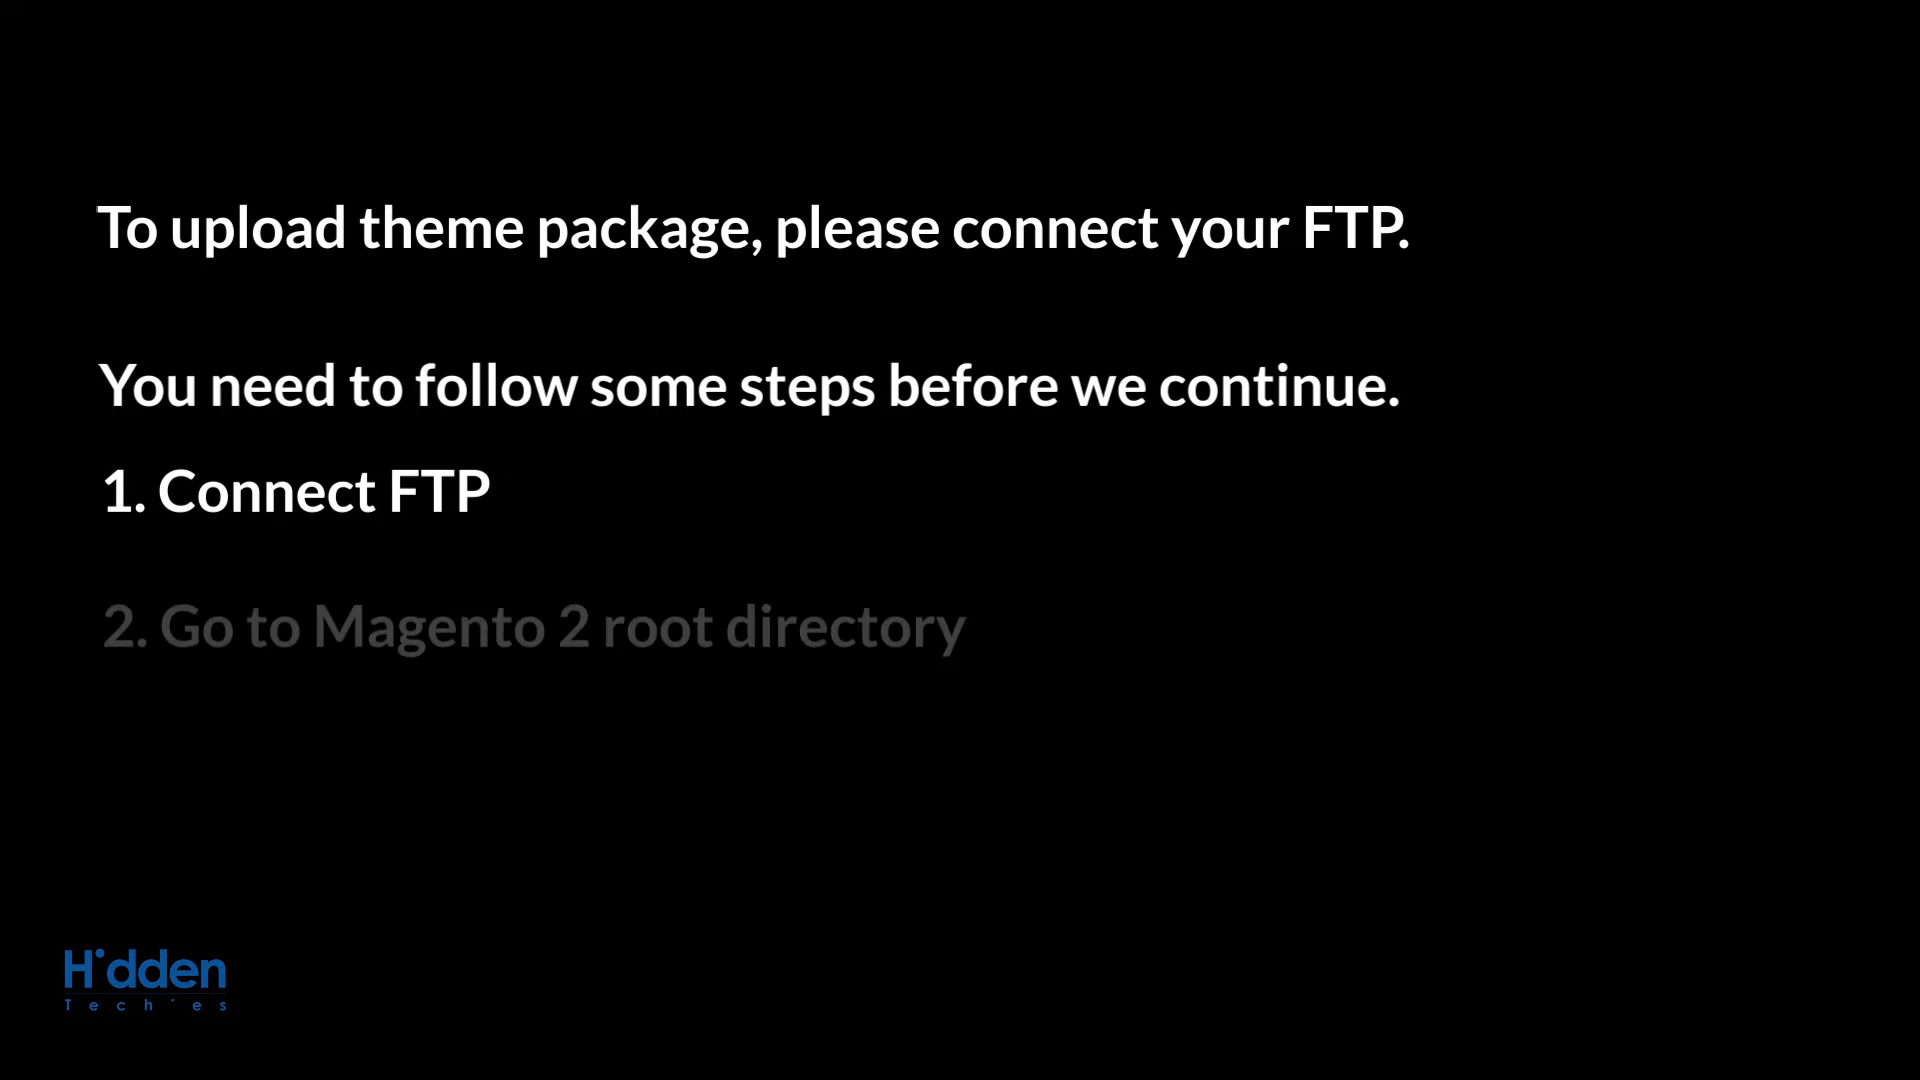 To upload theme package, please connect your FTP.
You need to follow some steps before we continue.
1. Connect FTP
2. Go to Magento 2 root directory
Hidden
Techies